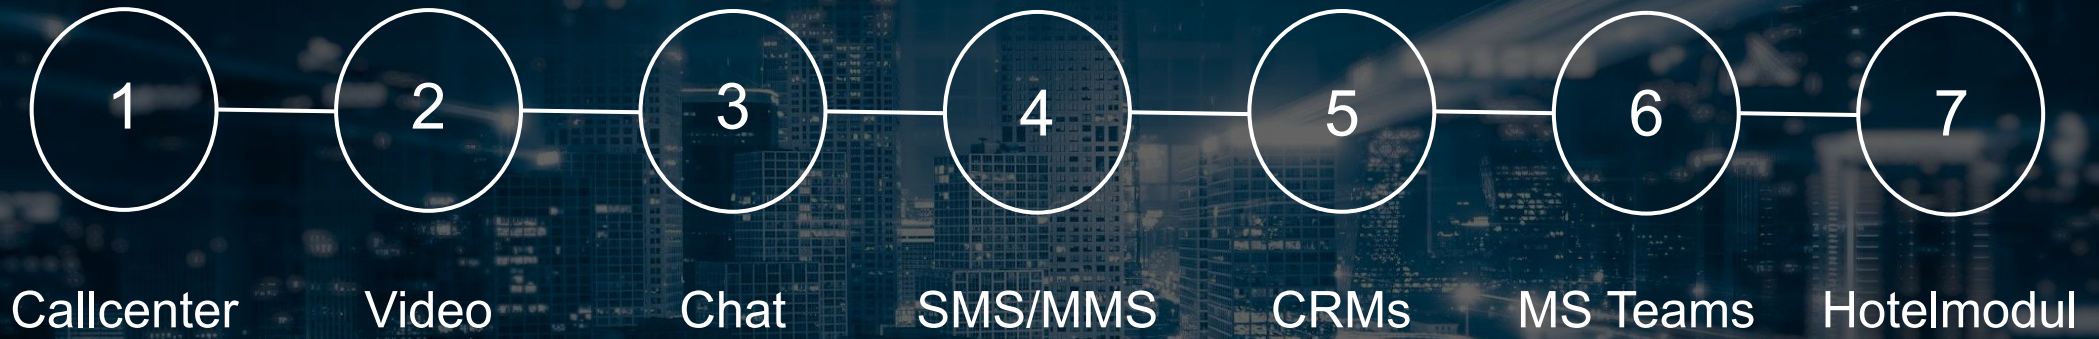 1 2 3 4 5 6 7
Callcenter Video Chat SMS/MMS CRMs MS Teams Hotelmodul